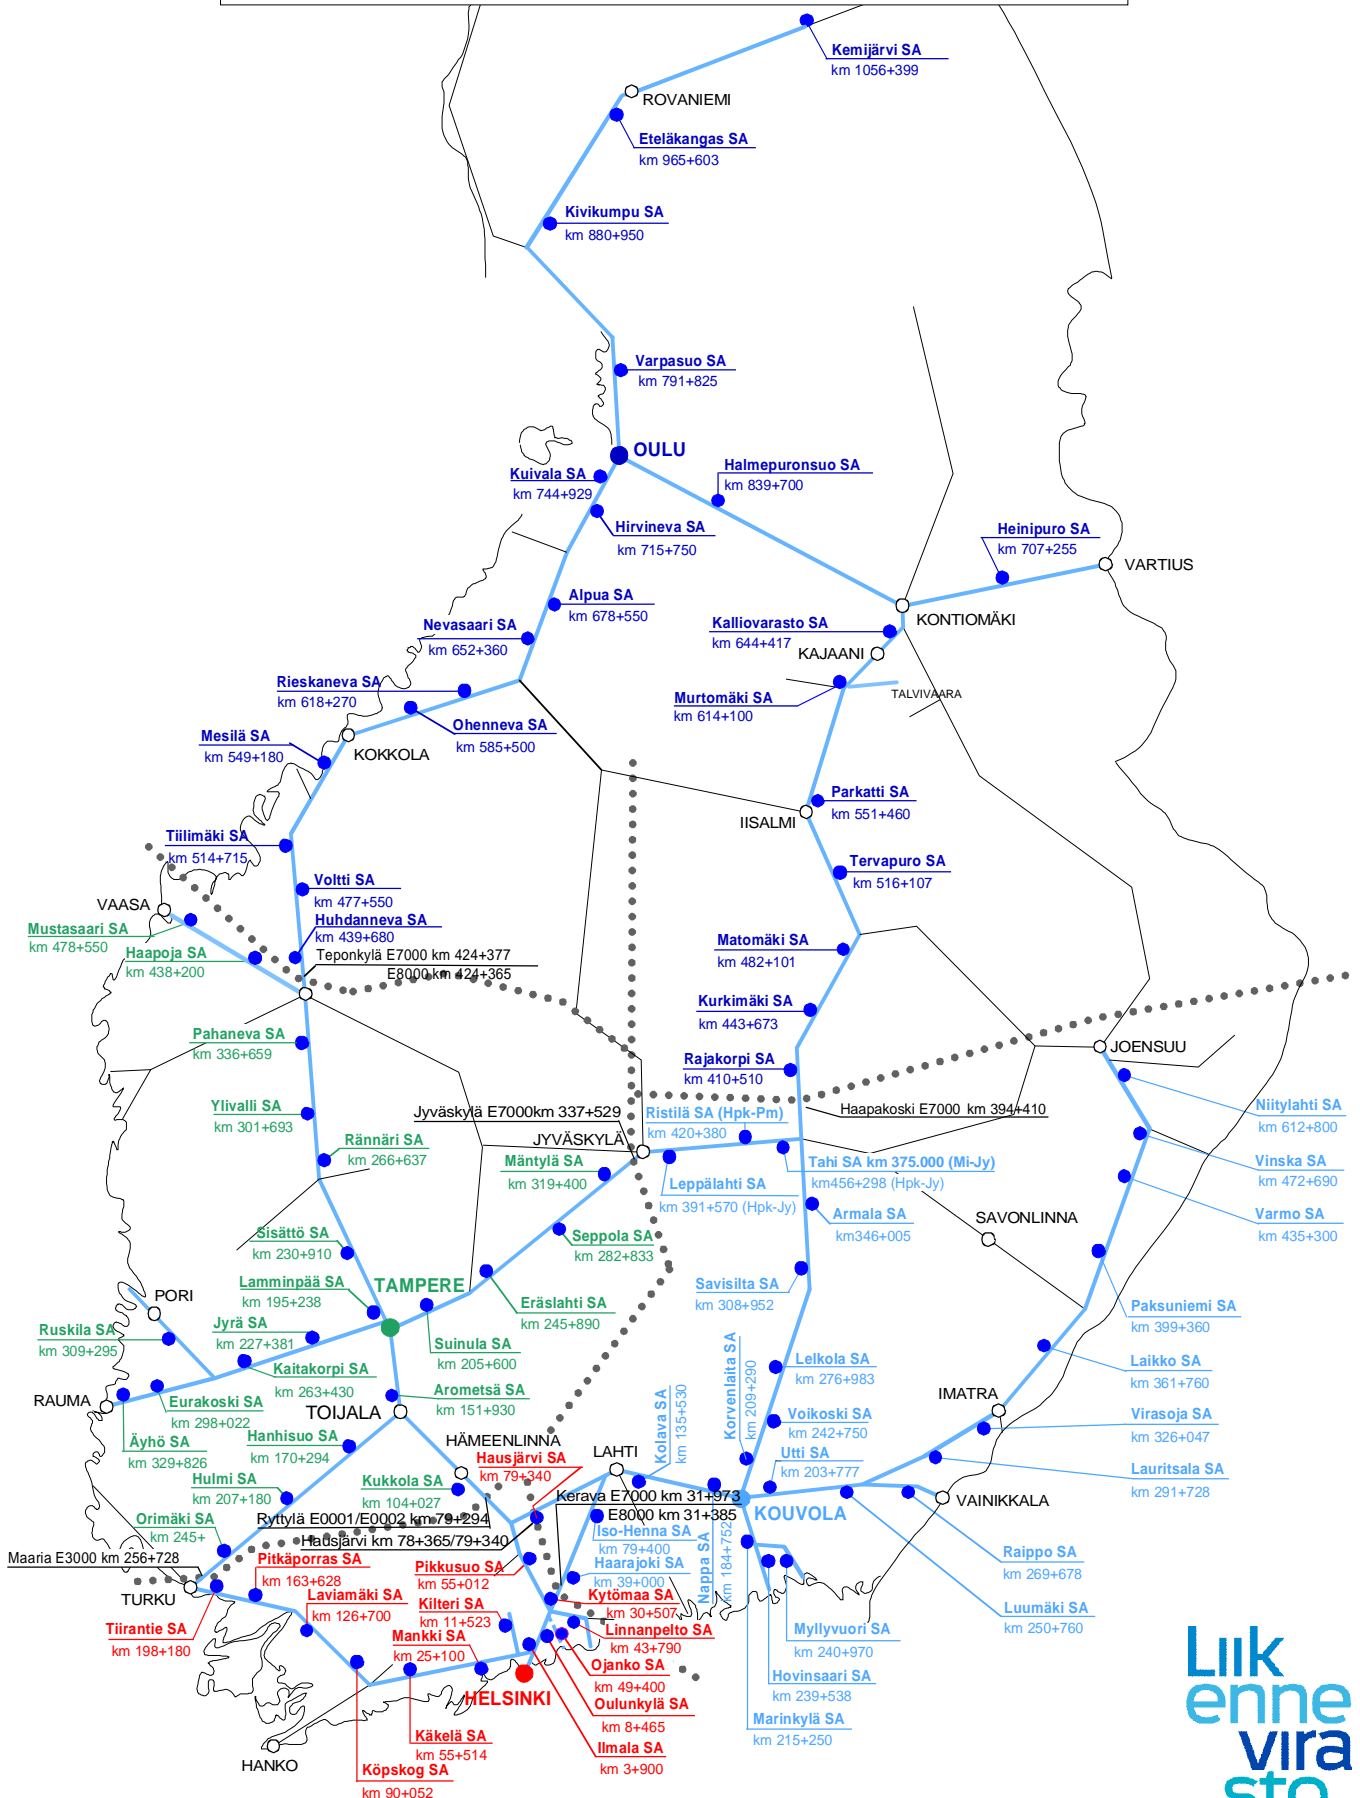 Kemijärvi SA
km 1056+399
ROVANIEMI
Eteläkangas SA
km 965+603
Kivikumpu SA
km 880+950
Varpasuo SA
km 791+825
OULU
Kuivala SA
km 744+929
Halmepuronsuo SA
km 839+700
Hirvineva SA
km 715+750
Heinipuro SA
km 707+255
VARTIUS
Alpua SA
km 678+550
Nevasaari SA
km 652+360
Kalliovarasto SA
km 644+417
KONTIOMÄKI
KAJAANI
Rieskaneva SA
km 618+270
Murtomäki SA
km 614+100
TALVIVAARA
Ohenneva SA
km 585+500
Mesilä SA
km 549+180
KOKKOLA
Parkatti SA
km 551+460
IISALMI
Tiilimäki SA
km 514+715
Tervapuro SA
km 516+107
Voltti SA
km 477+550
VAASA
Mustasaari SA
km 478+550
Huhdanneva SA
km 439+680
Haapoja SA
km 438+200
Teponkylä E7000 km 424+377
E8000 km 424+365
Matomäki SA
km 482+101
Kurkimäki SA
km 443+673
Pahaneva SA
km 336+659
Rajakorpi SA
km 410+510
JOENSUU
Ylivalli SA
km 301+693
Jyväskylä E7000km 337+529
Ristilä SA (Hpk-Pm)
km 420+380
Haapakoski E7000 km 394+410
Niitylahti SA
km 612+800
Rännäri SA
km 266+637
JYVÄSKYLÄ
Mäntylä SA
km 319+400
Leppälahti SA
km 391+570 (Hpk-Jy)
Tahi SA km 375.000 (Mi-Jy)
km456+298 (Hpk-Jy)
Vinska SA
km 472+690
Armala SA
km346+005
SAVONLINNA
Varmo SA
km 435+300
Sisättö SA
km 230+910
Seppola SA
km 282+833
Lamminpää SA
km 195+238
TAMPERE
Savisilta SA
km 308+952
PORI
Eräslahti SA
km 245+890
Paksuniemi SA
km 399+360
Ruskila SA
km 309+295
Jyrä SA
km 227+381
Suinula SA
km 205+600
Kaitakorpi SA
km 263+430
Lelkola SA
km 276+983
Laikko SA
km 361+760
RAUMA
Eurakoski SA
km 298+022
Arometsä SA
km 151+930
TOIJALA
Kolava SA
km 135+530
Korvenlaita SA
km 209+290
IMATRA
Voikoski SA
km 242+750
Virasoja SA
km 326+047
Äyhö SA
km 329+826
Hanhisuo SA
km 170+294
HÄMEENLINNA
Hausjärvi SA
km 79+340
LAHTI
Utti SA
km 203+777
Lauritsala SA
km 291+728
Hulmi SA
km 207+180
Kukkola SA
km 104+027
Kerava E7000 km 31+973
E8000 km 31+385
KOUVOLA
VAINIKKALA
Orimäki SA
km 245+
Ryttylä E0001/E0002 km 79+294
Hausjärvi km 78+365/79+340
Iso-Henna SA
km 79+400
Nappa SA
km 184+752
Maaria E3000 km 256+728
Pitkäporras SA
km 163+628
Pikkusuo SA
km 55+012
Haarajoki SA
km 39+000
Raippo SA
km 269+678
TURKU
Laviamäki SA
km 126+700
Kilteri SA
km 11+523
Kytömaa SA
km 30+507
Luumäki SA
km 250+760
Tiirantie SA
km 198+180
Mankki SA
km 25+100
Linnanpelto SA
km 43+790
Myllyvuori SA
km 240+970
Ojanko SA
km 49+400
Hovinsaari SA
km 239+538
HELSINKI
Oulunkylä SA
km 8+465
Marinkylä SA
km 215+250
Käkelä SA
km 55+514
Ilmala SA
km 3+900
HANKO
Köpskog SA
km 90+052
Liik
enne
vira
sto